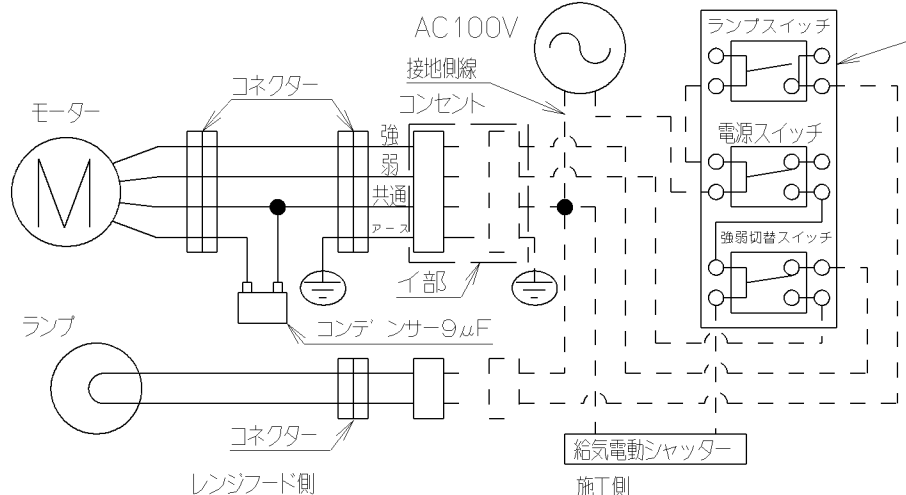 AC100V
ランプスイッチ
接地側線
コネクター
コンセント
モーター
強
電源スイッチ
弱
共通
アース
強弱切替スイッチ
M
イ部
コンデンサー9μF
ランプ
コネクター
給気電動シャッター
レンジフード側
施工側